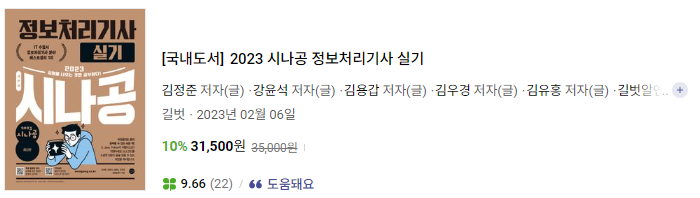 정보처리기사
실기
2023
시나공
시나공
[국내도서] 2023 시나공 정보처리기사 실기
김정준 저자(글) · 강윤석 저자(글) · 김용갑 저자(글) · 김우경 저자(글) · 김유홍 저자(글) · 길벗알앤..
길벗 · 2023년 02월 06일
10% 31,500원 35,000원
9.66 (22) / 도움돼요